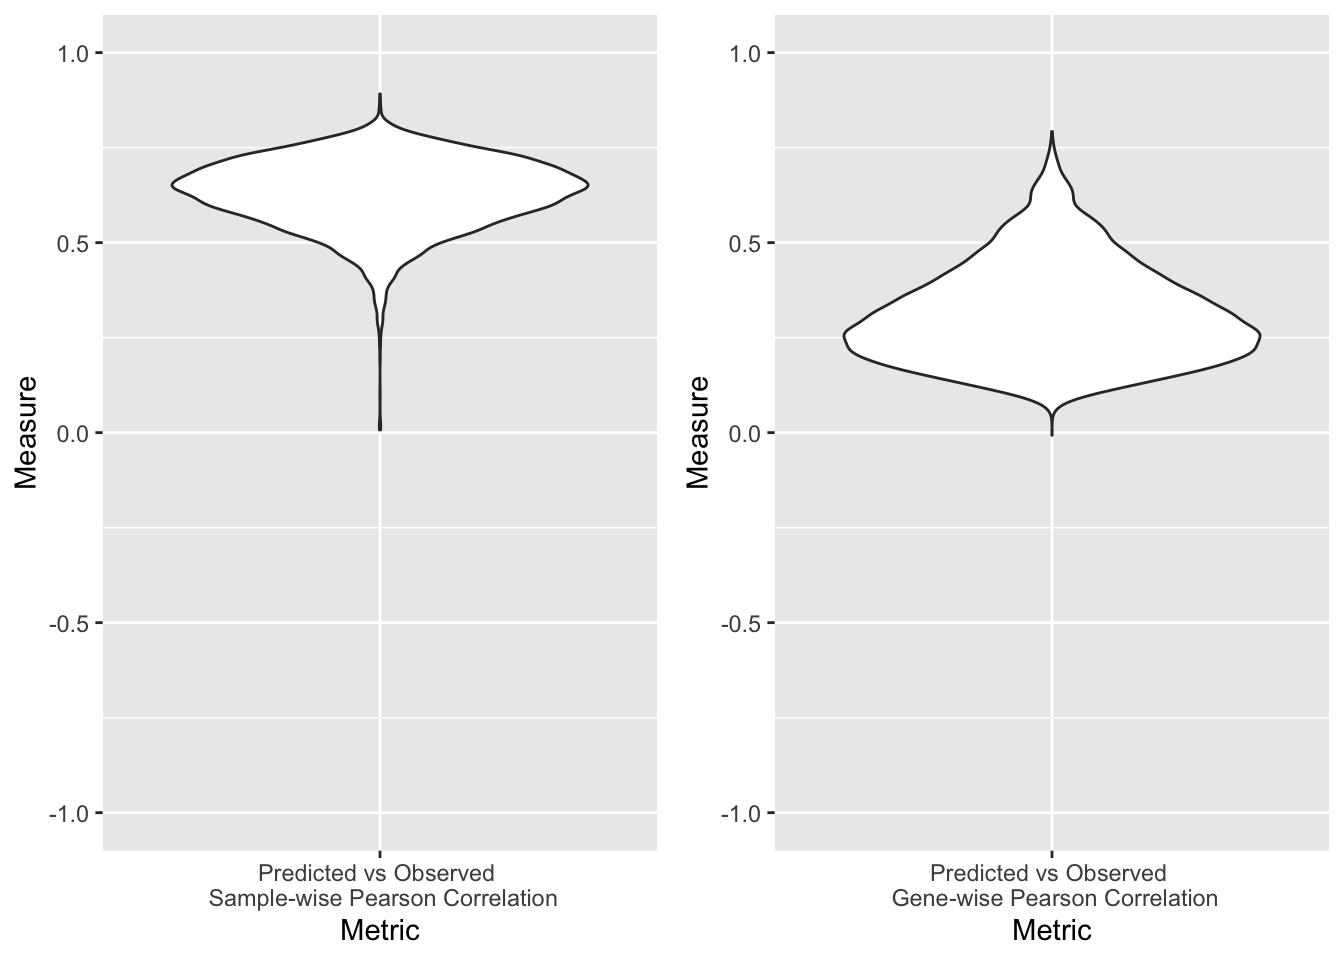 1.0
0.5
0.0
-0.5
-1.0
Measure
Predicted vs Observed
Sample-wise Pearson Correlation
Metric
1.0
0.5
0.0
-0.5
-1.0
Measure
Predicted vs Observed
Gene-wise Pearson Correlation
Metric